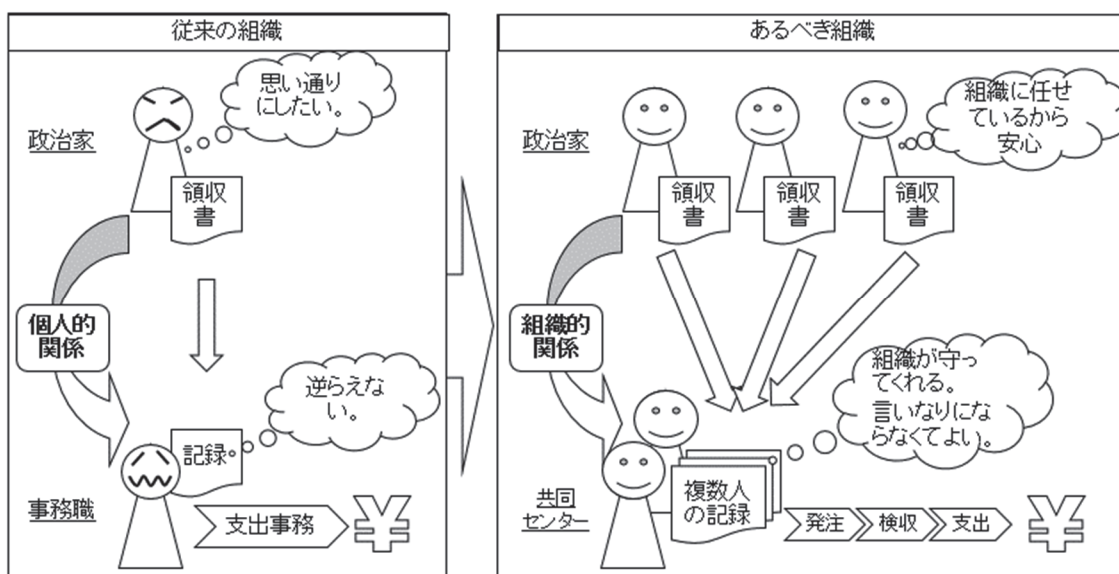 従来の組織
思い通り
にしたい。
政治家
領収
書
個人的
関係
逆らえな
い。
記録
事務職
支出事務
¥
あるべき組織
組織に任せ
ているから
安心
政治家
領収
書
領収
書
領収
書
組織的
関係
組織が守っ
てくれる。
言いなりにな
らなくてよい。
複数人
の記録
共同
センター
発注
検収
支出
¥